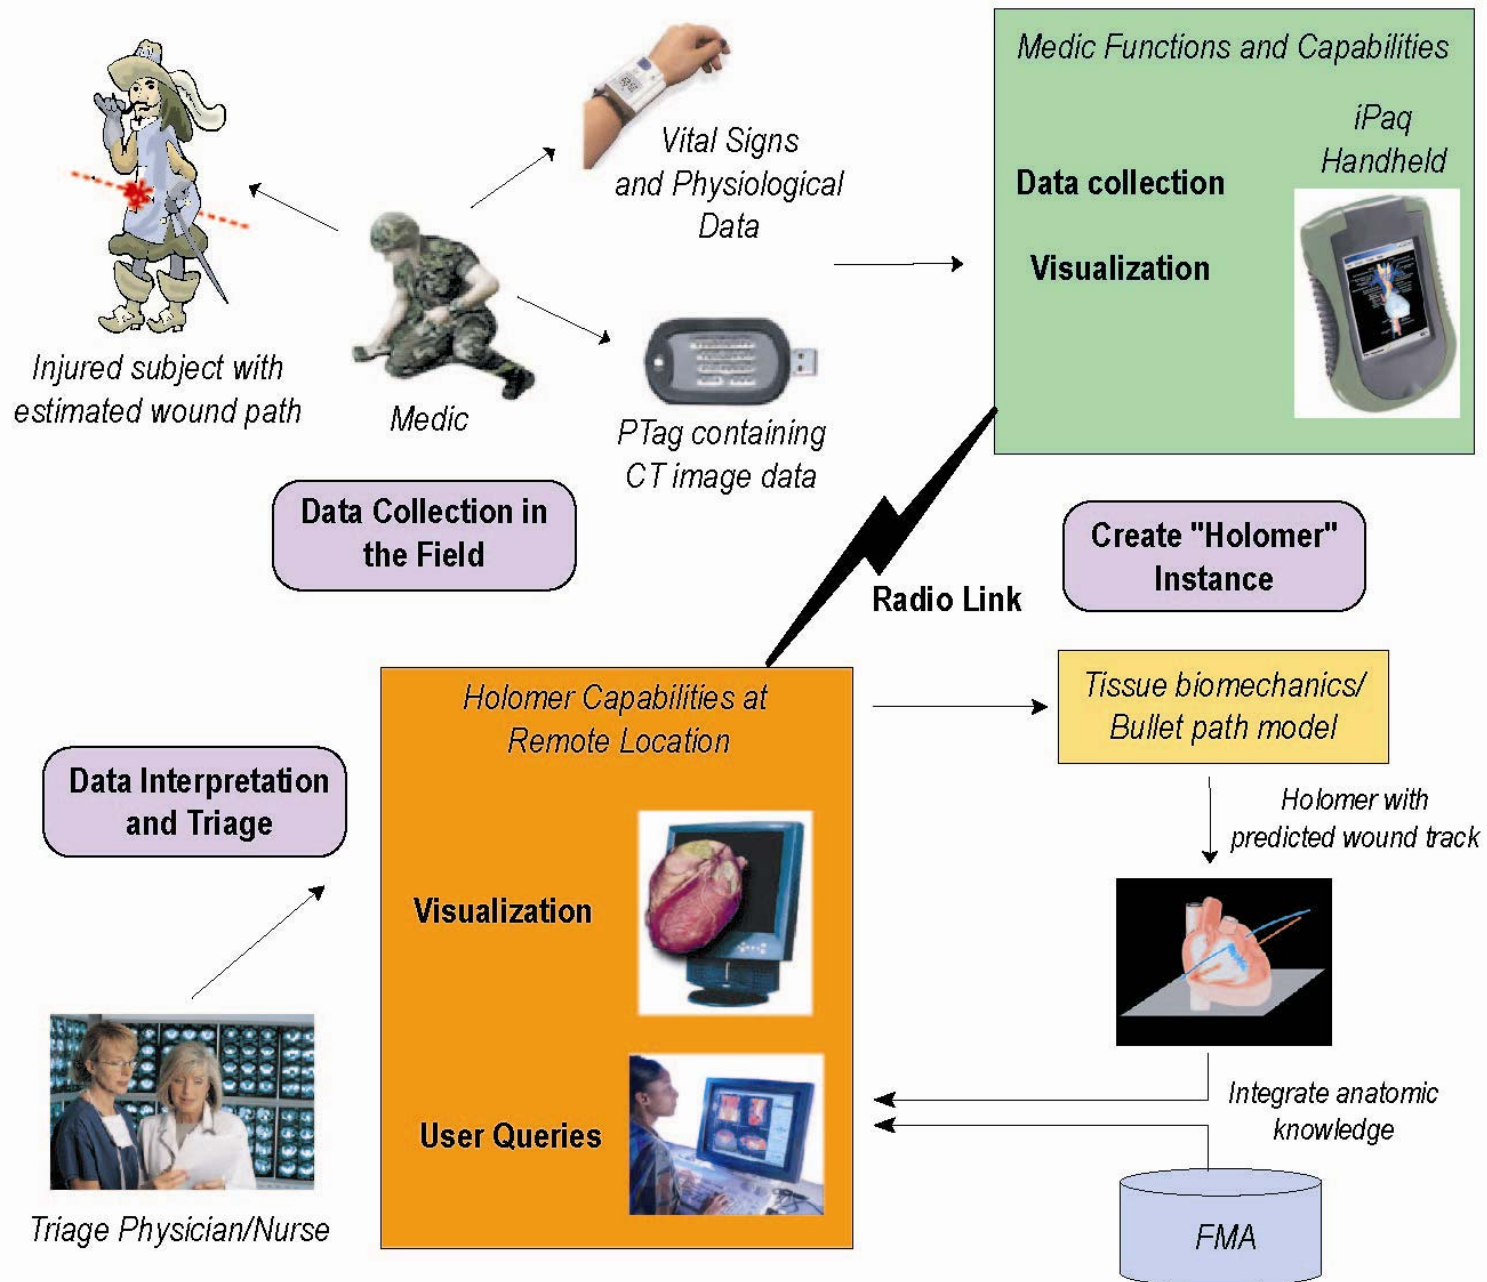 Medic Functions and Capabilities
iPaq
Handheld
Data collection
Visualization
Vital Signs
and Physiological
Data
Injured subject with
estimated wound path
Medic
PTag containing
CT image data
Data Collection in
the Field
Create "Holomer"
Instance
Radio Link
Holomer Capabilities at
Remote Location
Tissue biomechanics/
Bullet path model
Data Interpretation
and Triage
Holomer with
predicted wound track
Visualization
User Queries
Integrate anatomic
knowledge
Triage Physician/Nurse
FMA